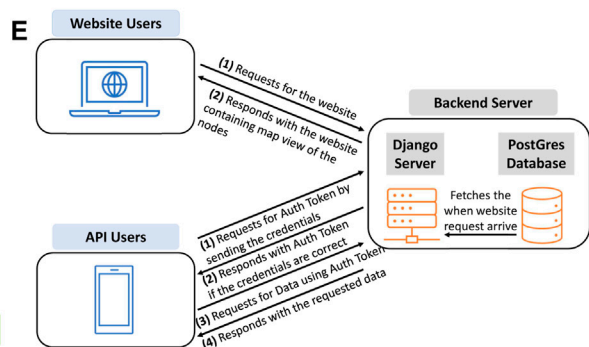 E
Website Users
(1) Requests for the website
(2) Responds with the website
containing map view of the
nodes
Backend Server
Django
Server
PostGres
Database
Fetches the
when website
request arrive
API Users
(1) Requests for Auth Token by
sending the credentials
(2) Responds with Auth Token
if the credentials are correct
(3) Requests for Data using Auth Token
(4) Responds with the requested data